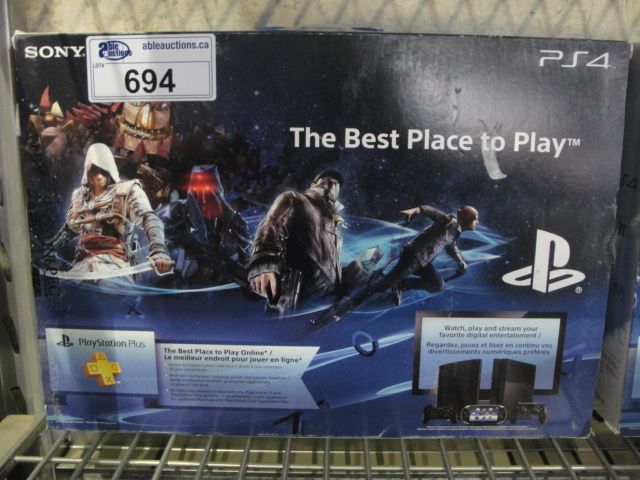 SONY
able auctions
ableauctions.ca
LOT#
694
PS4
The Best Place to Play™
PlayStation Plus
The Best Place to Play Online* /
Le meilleur endroit pour jouer en ligne*
Watch, play and stream your
favorite digital entertainment /
Regardez, jouez et lisez en continu vos
divertissements numériques préférés